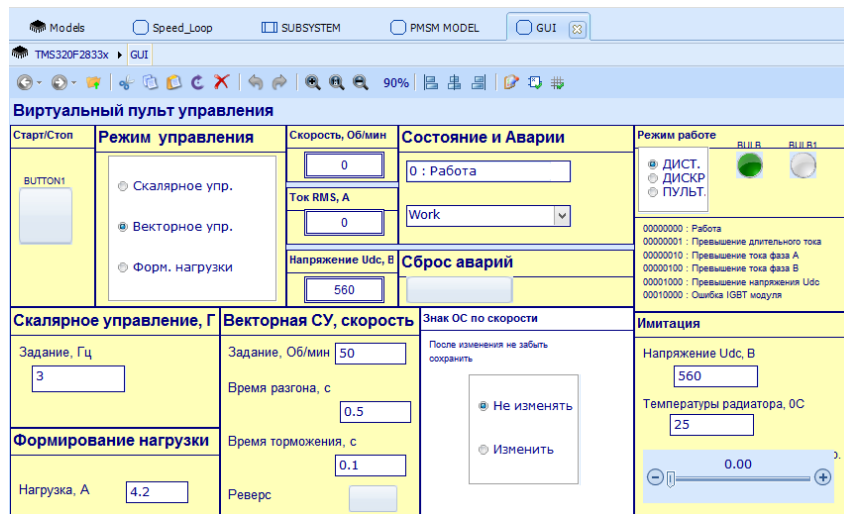 Models
Speed_Loop
SUBSYSTEM
PMSM MODEL
GUI
TMS320F2833x
GUI
90%
Виртуальный пульт управления
Старт/Стоп
BUTTON1
Режим управления
Скалярное упр.
Векторное упр.
Форм. нагрузки
Скорость, Об/мин
0
Ток RMS, А
0
Напряжение Udc, В
560
Состояние и Аварии
0 : Работа
Work
Сброс аварий
Режим работе
BULB
BULB1
ДИСТ.
ДИСКР
ПУЛЬТ.
00000000 : Работа
00000001 : Превышение длительного тока
00000010 : Превышение тока фаза А
00000100 : Превышение тока фаза В
00001000 : Превышение напряжения Udc
00010000 : Ошибка IGBT модуля
Скалярное управление, Г
Задание, Гц
3
Формирование нагрузки
Нагрузка, А
4.2
Векторная СУ, скорость
Задание, Об/мин
50
Время разгона, с
0.5
Время торможения, с
0.1
Реверс
Знак ОС по скорости
После изменения не забыть
сохранить
Не изменять
Изменить
Имитация
Напряжение Udc, В
560
Температуры радиатора, 0С
25
0.00